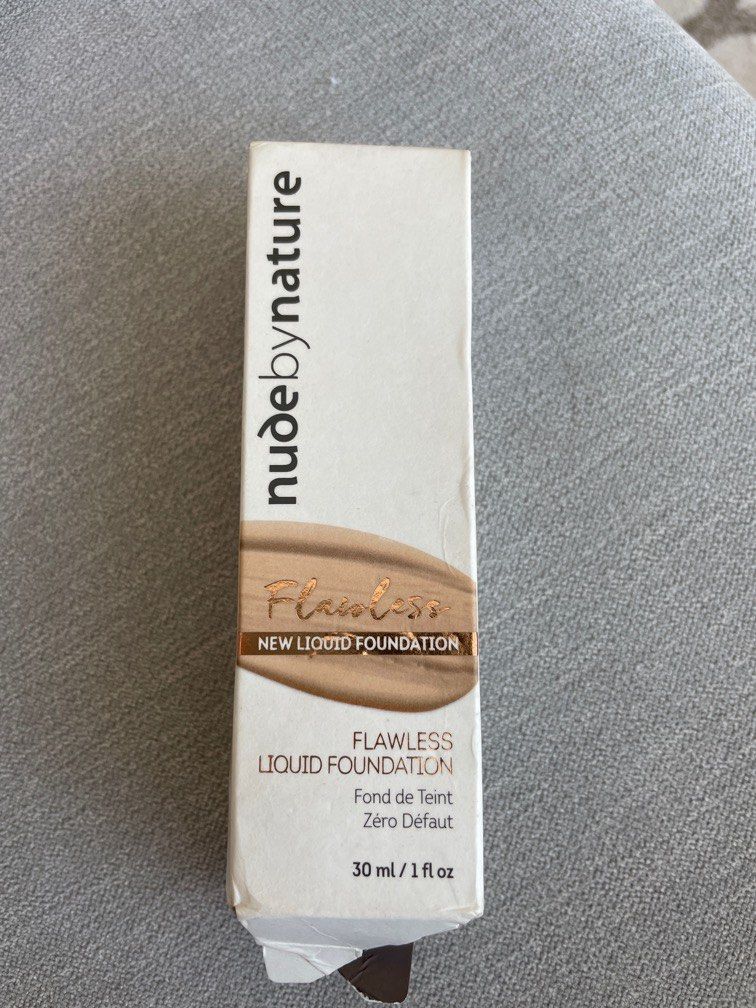 nudebynature
Flawless
NEW LIQUID FOUNDATION
FLAWLESS
LIQUID FOUNDATION
Fond de Teint
Zéro Défaut
30 ml / 1 fl oz